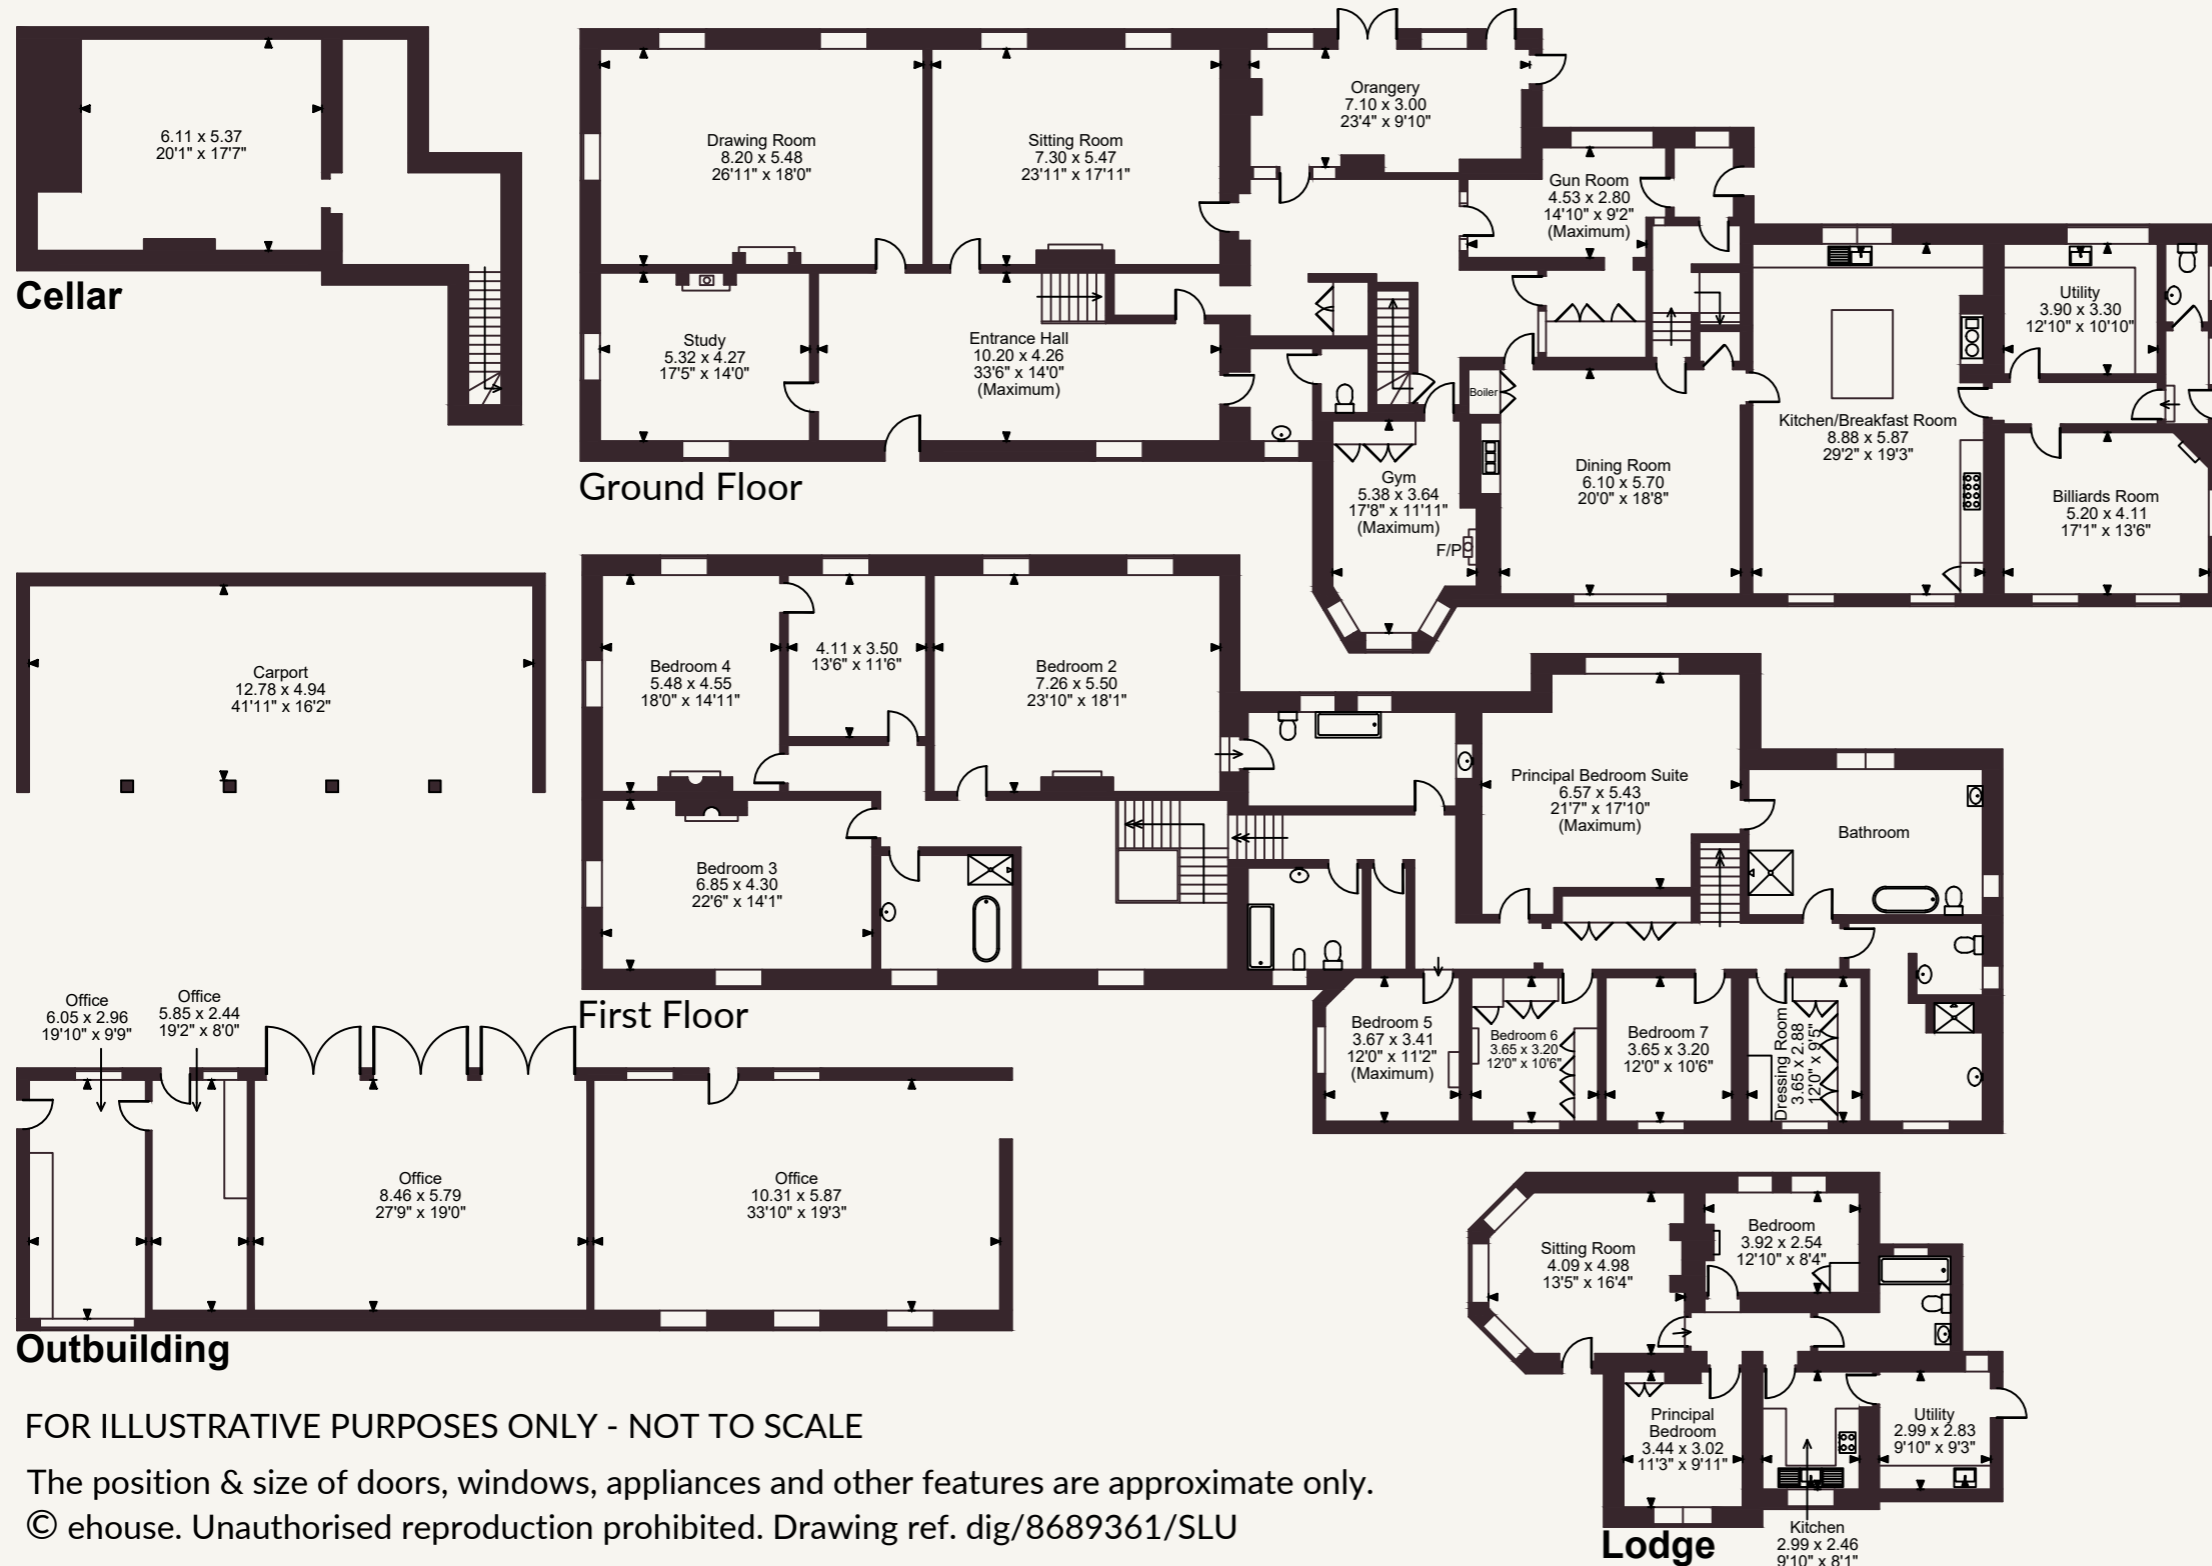 6.11 x 5.37
20'1" x 17'7"
Cellar
Drawing Room
8.20 x 5.48
26'11" x 18'0"
Sitting Room
7.30 x 5.47
23'11" x 17'11"
Orangery
7.10 x 3.00
23'4" x 9'10"
Gun Room
4.53 x 2.80
14'10" x 9'2"
(Maximum)
Study
5.32 x 4.27
17'5" x 14'0"
Entrance Hall
10.20 x 4.26
33'6" x 14'0"
(Maximum)
Boiler
Gym
5.38 x 3.64
17'8" x 11'11"
(Maximum)
F/P
Dining Room
6.10 x 5.70
20'0" x 18'8"
Kitchen/Breakfast Room
8.88 x 5.87
29'2" x 19'3"
Utility
3.90 x 3.30
12'10" x 10'10"
Billiards Room
5.20 x 4.11
17'1" x 13'6"
Ground Floor
Carport
12.78 x 4.94
41'11" x 16'2"
Bedroom 4
5.48 x 4.55
18'0" x 14'11"
4.11 x 3.50
13'6" x 11'6"
Bedroom 2
7.26 x 5.50
23'10" x 18'1"
Principal Bedroom Suite
6.57 x 5.43
21'7" x 17'10"
(Maximum)
Bathroom
Bedroom 3
6.85 x 4.30
22'6" x 14'1"
Bedroom 5
3.67 x 3.41
12'0" x 11'2"
(Maximum)
Bedroom 6
3.65 x 3.20
12'0" x 10'6"
Bedroom 7
3.65 x 3.20
12'0" x 10'6"
Dressing Room
3.65 x 2.88
12'0" x 9'5"
First Floor
Office
6.05 x 2.96
19'10" x 9'9"
Office
5.85 x 2.44
19'2" x 8'0"
Office
8.46 x 5.79
27'9" x 19'0"
Office
10.31 x 5.87
33'10" x 19'3"
Outbuilding
Sitting Room
4.09 x 4.98
13'5" x 16'4"
Bedroom
3.92 x 2.54
12'10" x 8'4"
Principal
Bedroom
3.44 x 3.02
11'3" x 9'11"
Utility
2.99 x 2.83
9'10" x 9'3"
Kitchen
2.99 x 2.46
9'10" x 8'1"
Lodge
FOR ILLUSTRATIVE PURPOSES ONLY - NOT TO SCALE
The position & size of doors, windows, appliances and other features are approximate only.
© ehouse. Unauthorised reproduction prohibited. Drawing ref. dig/8689361/SLU